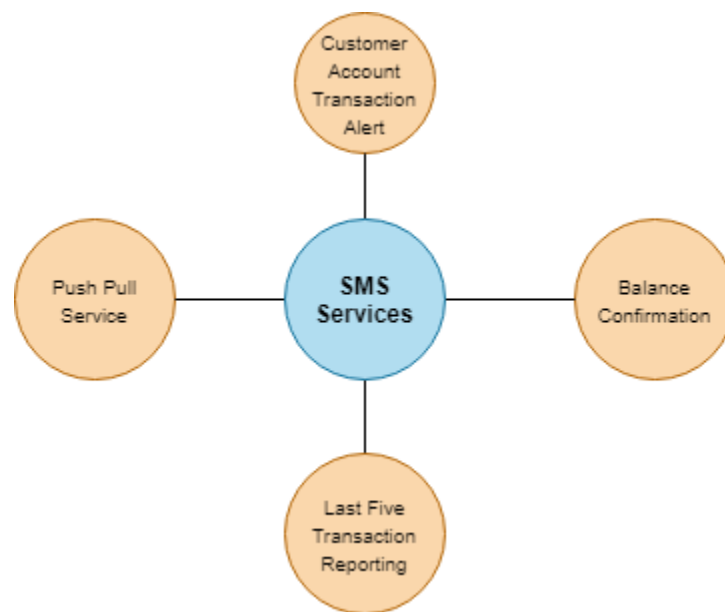 Customer
Account
Transaction
Alert
Push Pull
Service
SMS
Services
Balance
Confirmation
Last Five
Transaction
Reporting